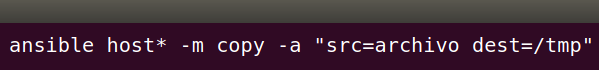 ansible host* -m copy -a "src=archivo dest=/tmp"